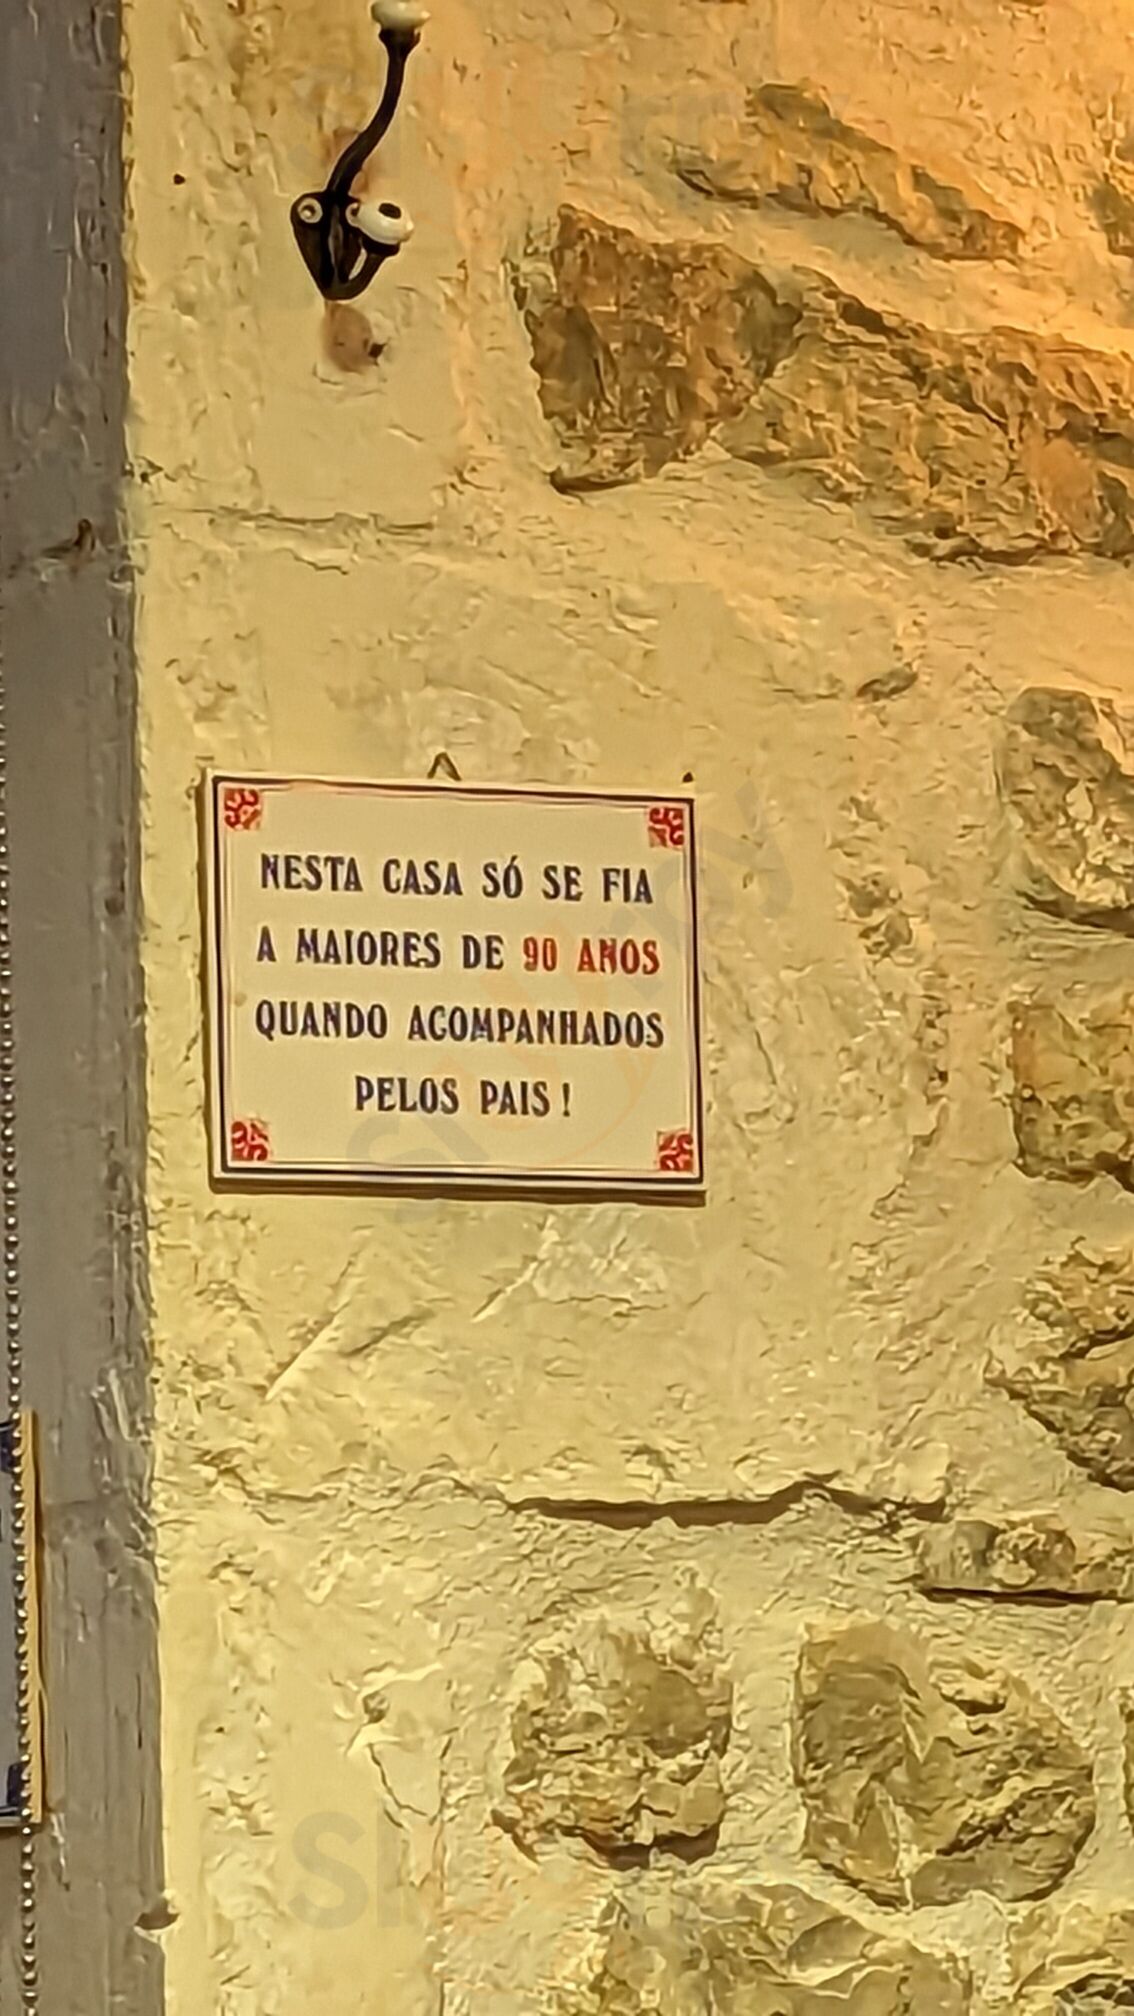 NESTA CASA SÓ SE FIA
A MAIORES DE 90 ANOS
QUANDO ACOMPANHADOS
PELOS PAIS !